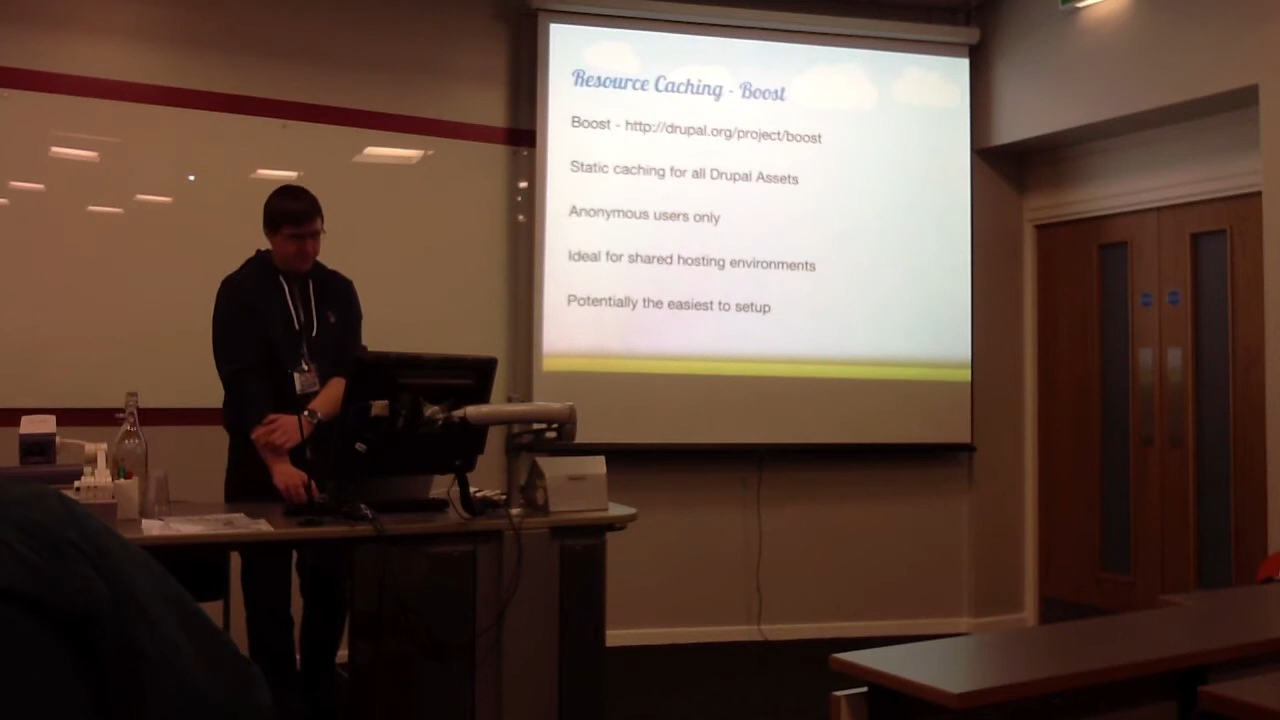 Resource Caching - Boost
Boost - http://drupal.org/project/boost
Static caching for all Drupal Assets
Anonymous users only
Ideal for shared hosting environments
Potentially the easiest to setup